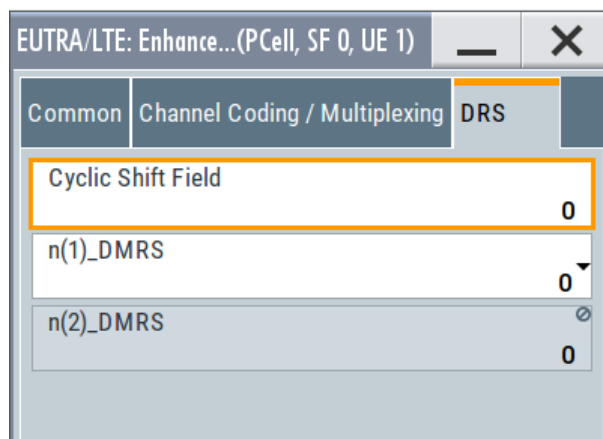 EUTRA/LTE: Enhance...(PCell, SF 0, UE 1)
Common Channel Coding / Multiplexing DRS
Cyclic Shift Field
0
n(1)_DMRS
0
n(2)_DMRS
0